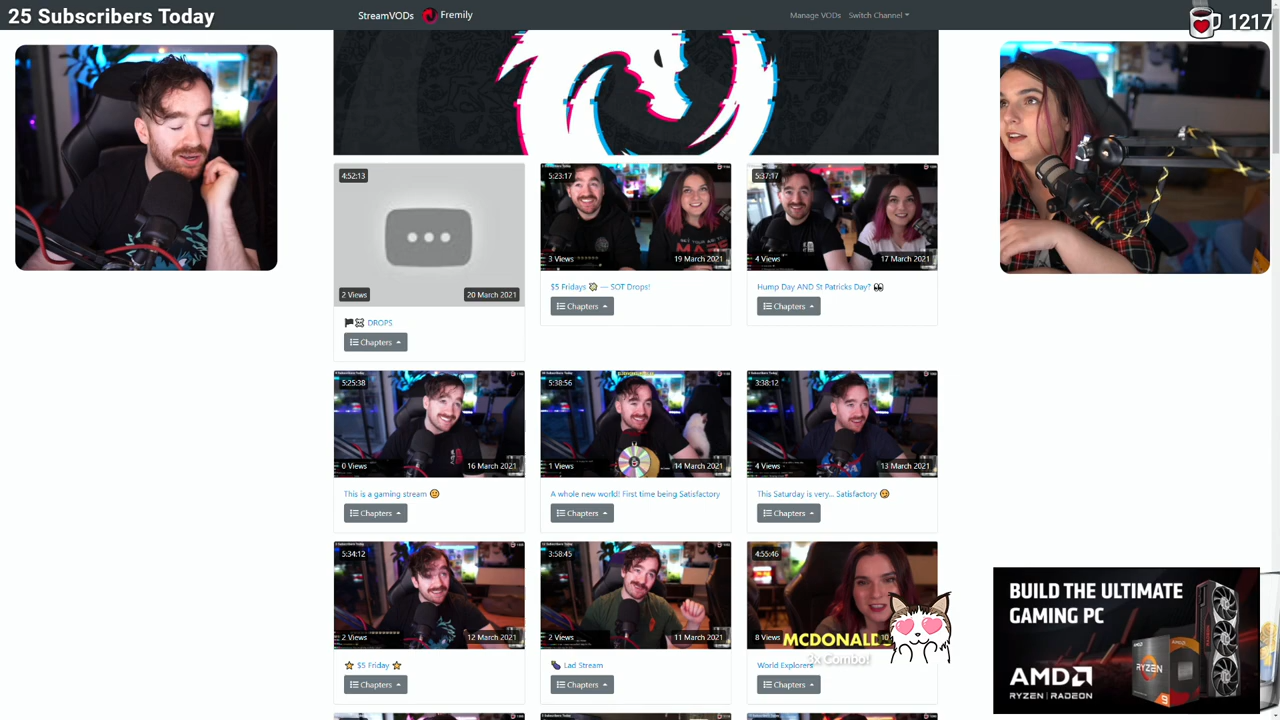 25 Subscribers Today
StreamVODs Fremily
Manage VODs Switch Channel
1217
4:52:13
2 Views 20 March 2021
DROPS
Chapters
5:23:17
3 Views 19 March 2021
$5 Fridays — SOT Drops!
Chapters
5:37:17
4 Views 17 March 2021
Hump Day AND St Patricks Day?
Chapters
5:25:38
0 Views 16 March 2021
This is a gaming stream
Chapters
5:38:56
1 Views 14 March 2021
A whole new world! First time being Satisfactory
Chapters
3:38:12
4 Views 13 March 2021
This Saturday is very... Satisfactory
Chapters
5:34:12
2 Views 12 March 2021
$5 Friday
Chapters
3:58:45
2 Views 11 March 2021
Lad Stream
Chapters
4:55:46
8 Views 10
MCDONALD'S
3x Combo!
World Explorers
Chapters
BUILD THE ULTIMATE
GAMING PC
AMD
RYZEN | RADEON
RYZEN
9